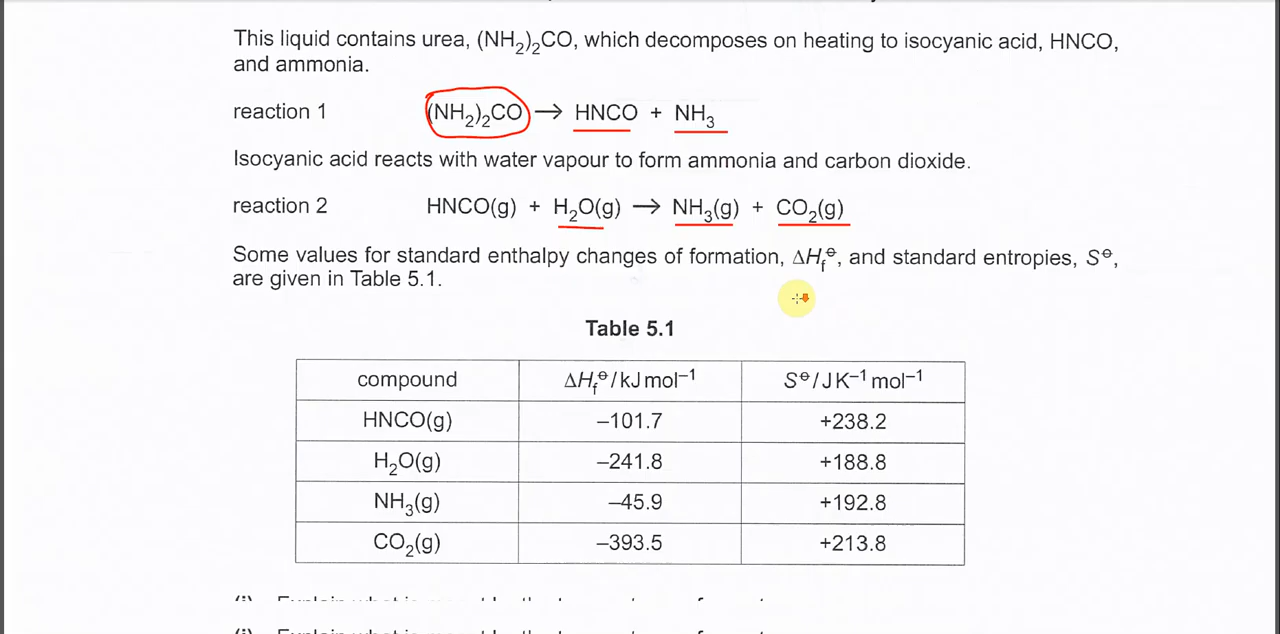 This liquid contains urea, (NH₂)₂CO, which decomposes on heating to isocyanic acid, HNCO,
and ammonia.
reaction 1 (NH₂)₂CO → HNCO + NH₃
Isocyanic acid reacts with water vapour to form ammonia and carbon dioxide.
reaction 2 HNCO(g) + H₂O(g) → NH₃(g) + CO₂(g)
Some values for standard enthalpy changes of formation, ΔH_f^⦵, and standard entropies, S^⦵,
are given in Table 5.1.
Table 5.1
compound ΔH_f^⦵/kJ mol⁻¹ S^⦵/J K⁻¹ mol⁻¹
HNCO(g) –101.7 +238.2
H₂O(g) –241.8 +188.8
NH₃(g) –45.9 +192.8
CO₂(g) –393.5 +213.8